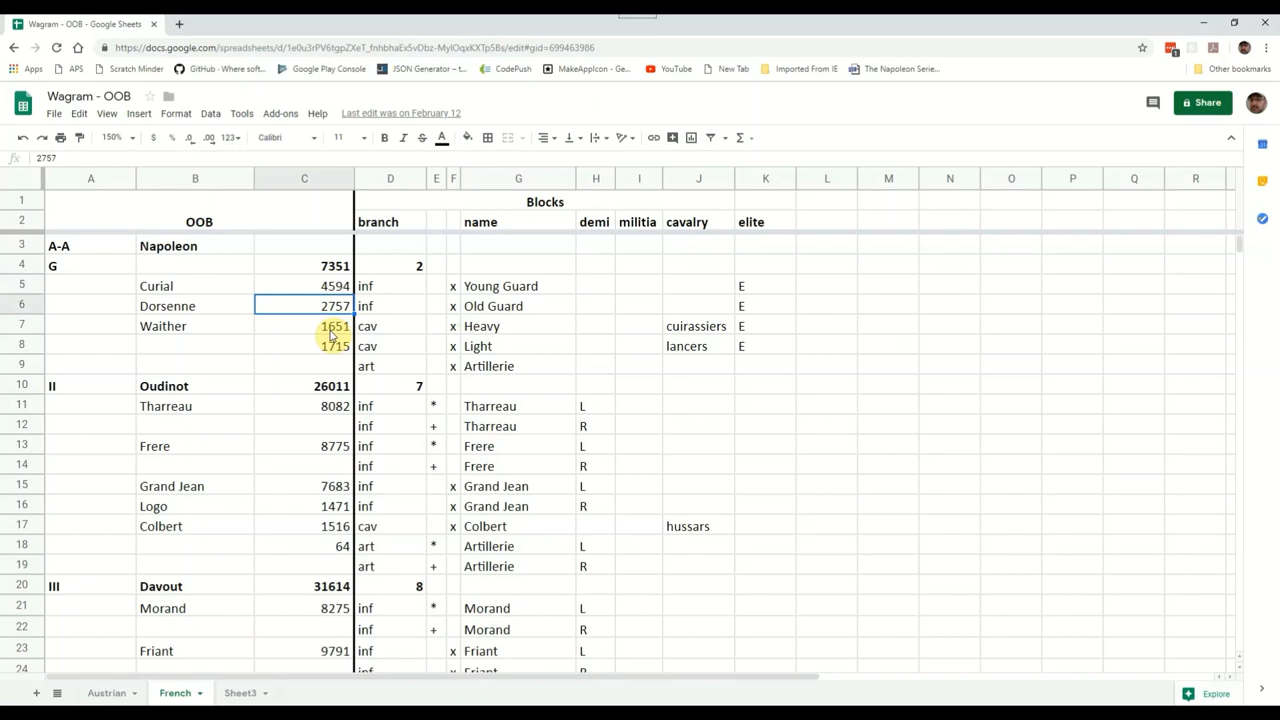 Wagram - OOB - Google Sheets
https://docs.google.com/spreadsheets/d/1e0u3rPV6tgpZXeT_fnhbhaEx5vDbz-MylOqxKXTp5Bs/edit#gid=699463986
Apps APS Scratch Minder GitHub - Where soft... Google Play Console JSON Generator – t... CodePush MakeAppIcon - Ge... YouTube New Tab Imported From IE The Napoleon Serie... Other bookmarks
Wagram - OOB
File Edit View Insert Format Data Tools Add-ons Help Last edit was on February 12
Share
150% $ % .0 .00 123 Calibri 11 B I S A
fx 2757
A B C D E F G H I J K L M N O P Q R
1 Blocks
2 OOB branch name demi militia cavalry elite
3 A-A Napoleon
4 G 7351 2
5 Curial 4594 inf x Young Guard E
6 Dorsenne 2757 inf x Old Guard E
7 Waither 1651 cav x Heavy cuirassiers E
8 1715 cav x Light lancers E
9 art x Artillerie
10 II Oudinot 26011 7
11 Tharreau 8082 inf * Tharreau L
12 inf + Tharreau R
13 Frere 8775 inf * Frere L
14 inf + Frere R
15 Grand Jean 7683 inf x Grand Jean L
16 Logo 1471 inf x Grand Jean R
17 Colbert 1516 cav x Colbert hussars
18 64 art * Artillerie L
19 art + Artillerie R
20 III Davout 31614 8
21 Morand 8275 inf * Morand L
22 inf + Morand R
23 Friant 9791 inf x Friant L
24 inf x Friant R
Austrian French Sheet3 Explore